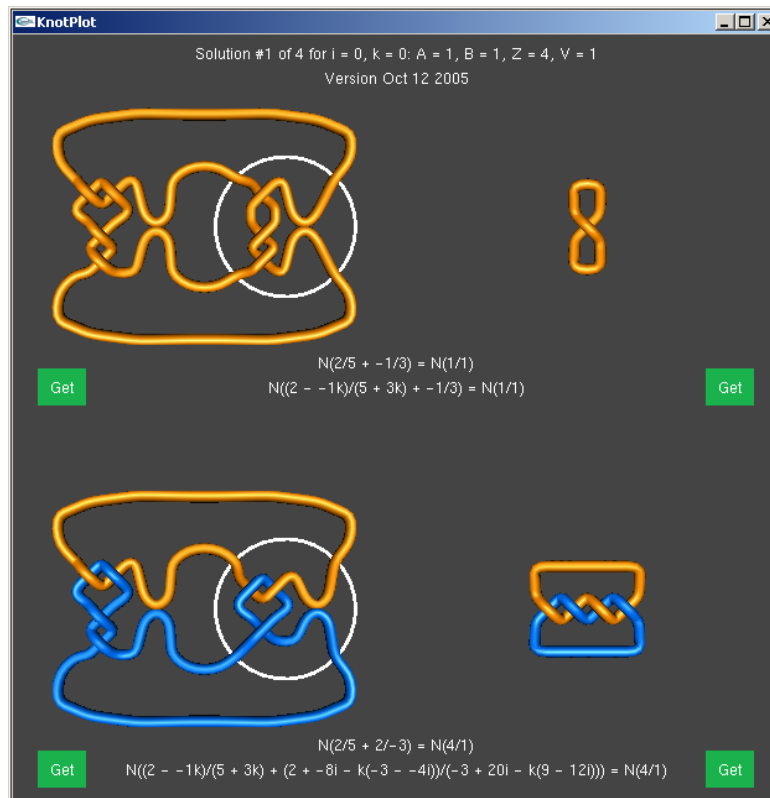 KnotPlot
Solution #1 of 4 for i = 0, k = 0: A = 1, B = 1, Z = 4, V = 1
Version Oct 12 2005
N(2/5 + -1/3) = N(1/1)
Get
N((2 - -1k)/(5 + 3k) + -1/3) = N(1/1)
Get
N(2/5 + 2/-3) = N(4/1)
Get
N((2 - -1k)/(5 + 3k) + (2 + -8i - k(-3 - -4i))/(-3 + 20i - k(9 - 12i))) = N(4/1)
Get